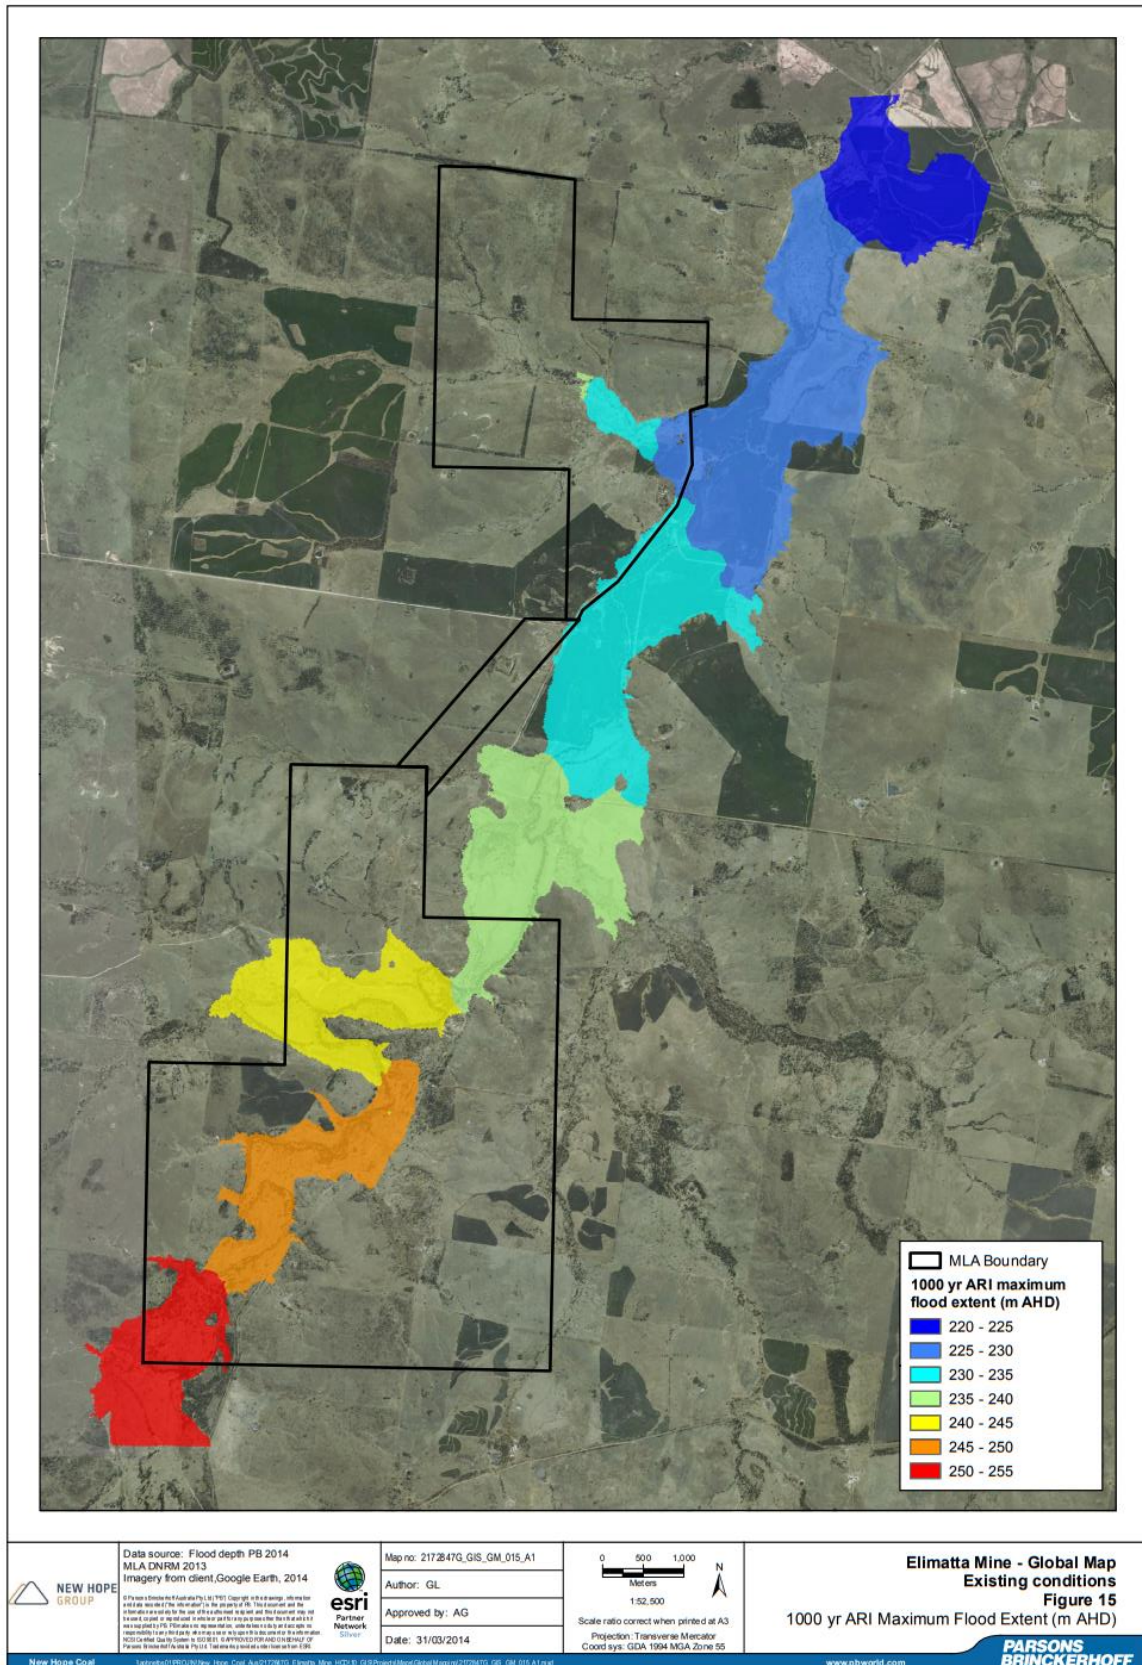 MLA Boundary
1000 yr ARI maximum
flood extent (m AHD)
220 - 225
225 - 230
230 - 235
235 - 240
240 - 245
245 - 250
250 - 255
NEW HOPE
GROUP
Data source: Flood depth PB 2014
MLA DNRM 2013
Imagery from client,Google Earth, 2014
esri
Partner
Network
Silver
Map no: 2172847G_GIS_GM_015_A1
Author: GL
Approved by: AG
Date: 31/03/2014
0 500 1,000
Meters
N
1:52,500
Scale ratio correct when printed at A3
Projection: Transverse Mercator
Coord sys: GDA 1994 MGA Zone 55
Elimatta Mine - Global Map
Existing conditions
Figure 15
1000 yr ARI Maximum Flood Extent (m AHD)
New Hope Coal
www.pbworld.com
PARSONS
BRINCKERHOFF